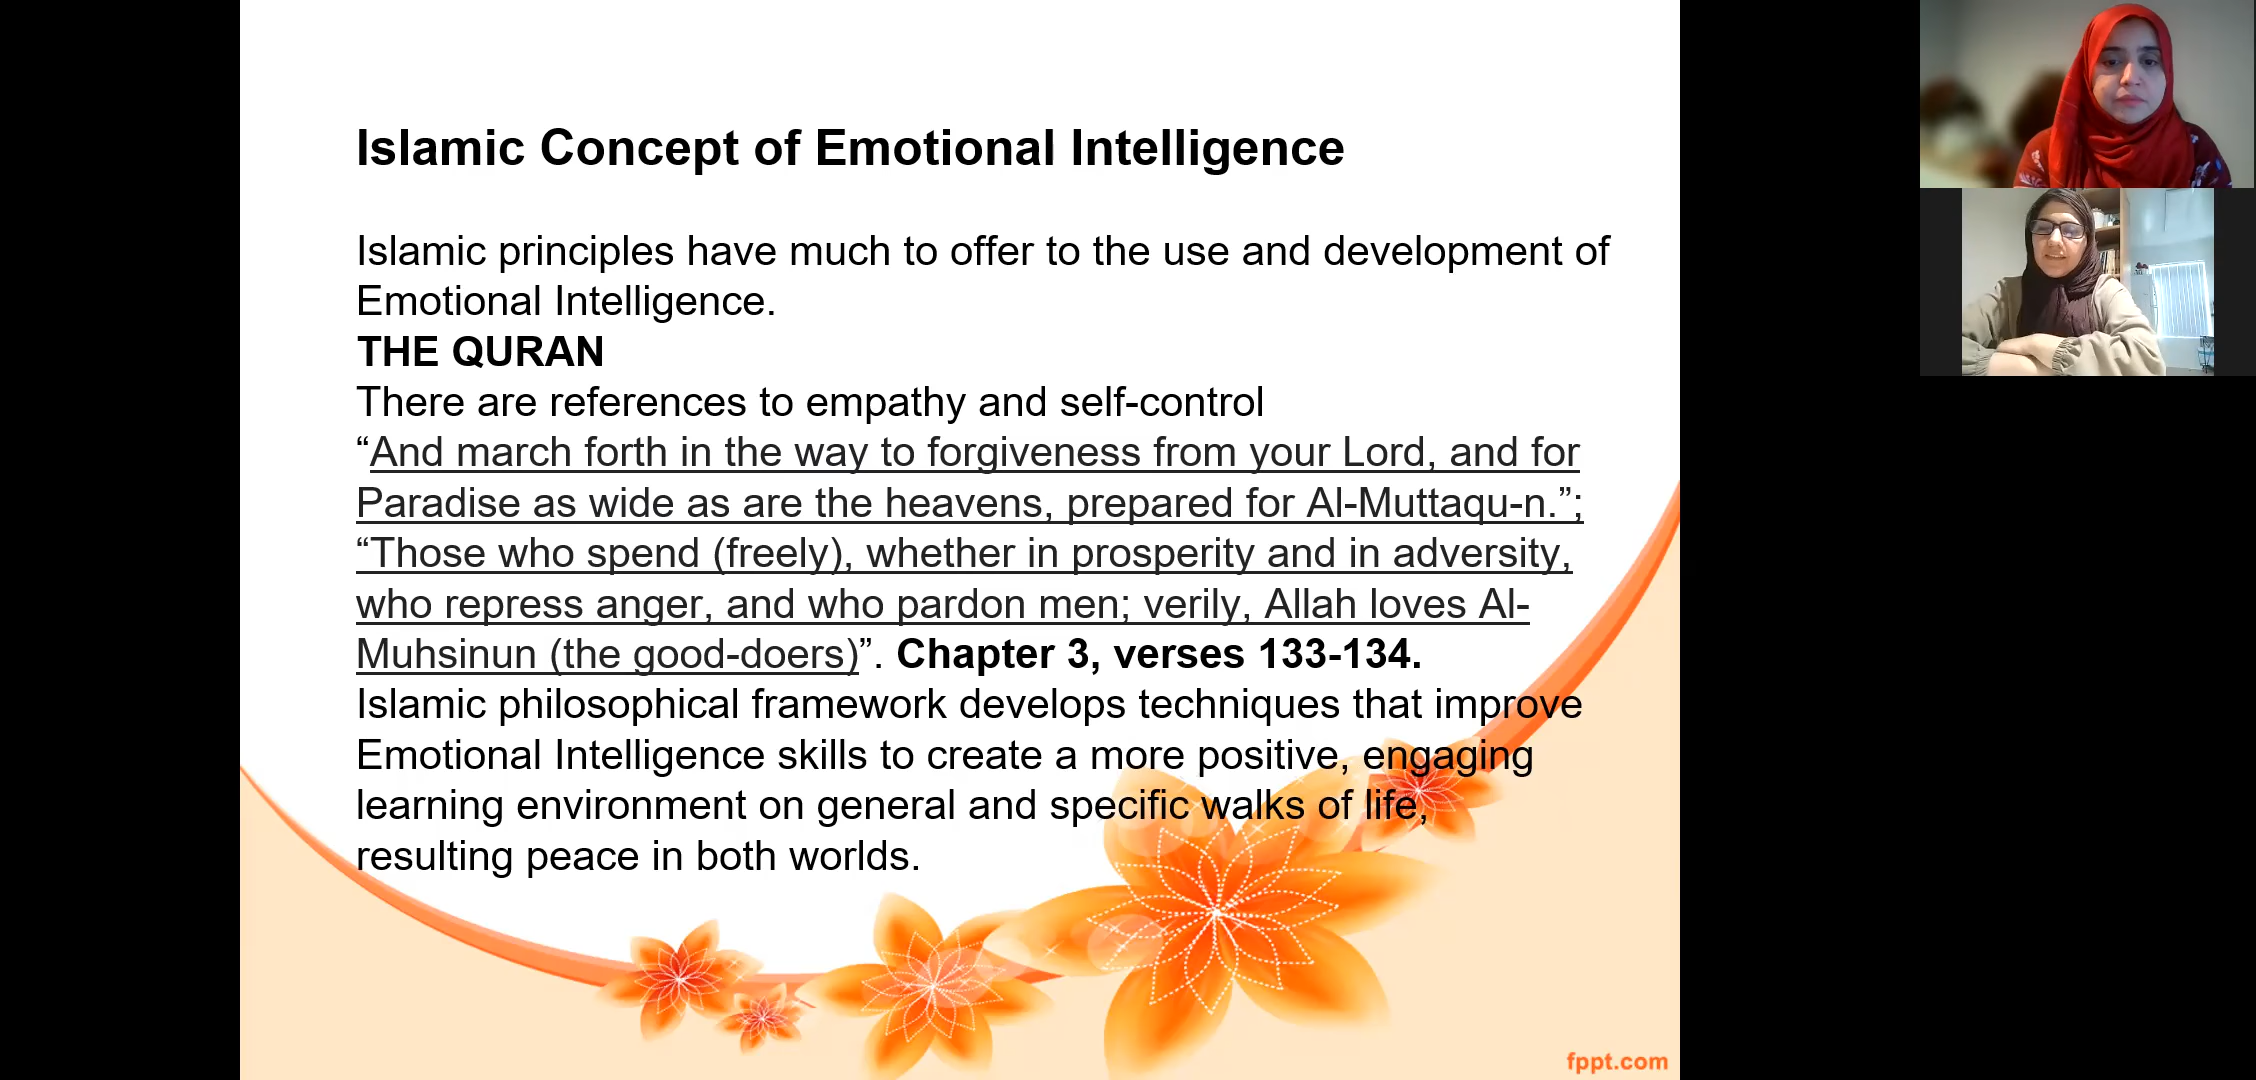 Islamic Concept of Emotional Intelligence
Islamic principles have much to offer to the use and development of
Emotional Intelligence.
THE QURAN
There are references to empathy and self-control
“And march forth in the way to forgiveness from your Lord, and for
Paradise as wide as are the heavens, prepared for Al-Muttaqu-n.”;
“Those who spend (freely), whether in prosperity and in adversity,
who repress anger, and who pardon men; verily, Allah loves Al-
Muhsinun (the good-doers)”. Chapter 3, verses 133-134.
Islamic philosophical framework develops techniques that improve
Emotional Intelligence skills to create a more positive, engaging
learning environment on general and specific walks of life,
resulting peace in both worlds.
fppt.com